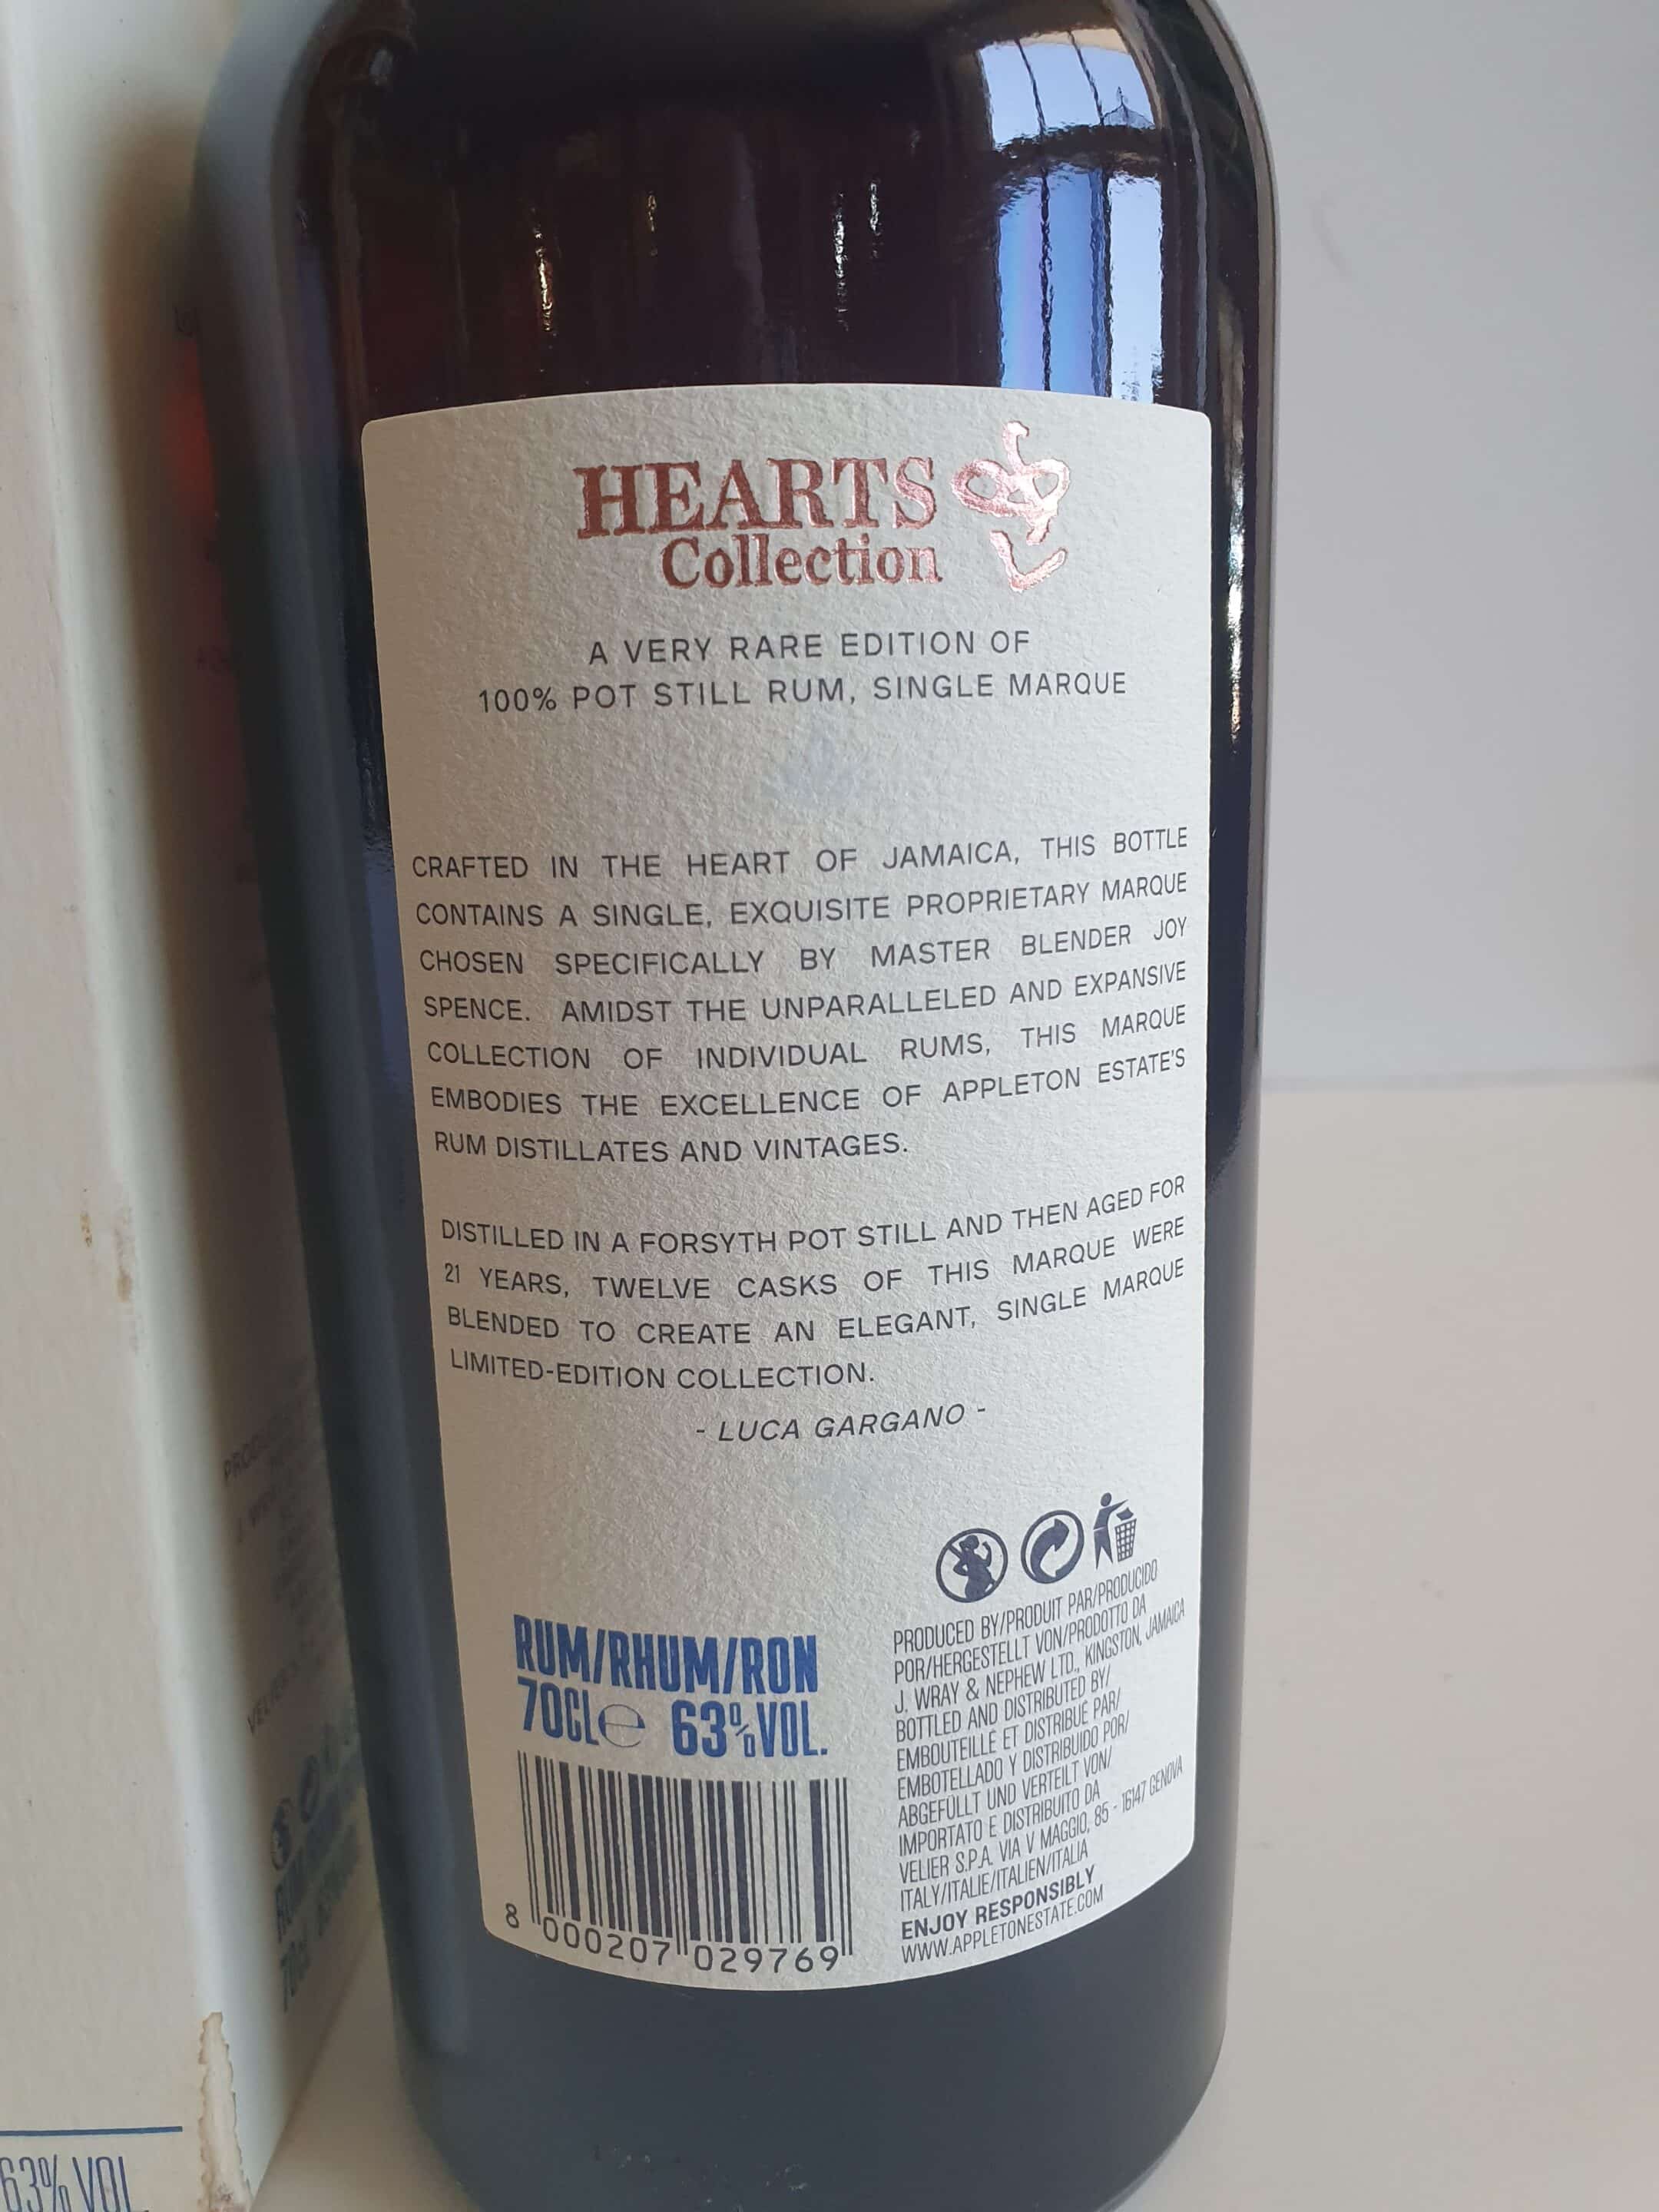 HEARTS
Collection
A VERY RARE EDITION OF
100% POT STILL RUM, SINGLE MARQUE
CRAFTED IN THE HEART OF JAMAICA, THIS BOTTLE
CONTAINS A SINGLE, EXQUISITE PROPRIETARY MARQUE
CHOSEN SPECIFICALLY BY MASTER BLENDER JOY
SPENCE. AMIDST THE UNPARALLELED AND EXPANSIVE
COLLECTION OF INDIVIDUAL RUMS, THIS MARQUE
EMBODIES THE EXCELLENCE OF APPLETON ESTATE'S
RUM DISTILLATES AND VINTAGES.
DISTILLED IN A FORSYTH POT STILL AND THEN AGED FOR
21 YEARS, TWELVE CASKS OF THIS MARQUE WERE
BLENDED TO CREATE AN ELEGANT, SINGLE MARQUE
LIMITED-EDITION COLLECTION.
- LUCA GARGANO -
RUM/RHUM/RON
70CLe 63%VOL.
8 000207 029769
PRODUCED BY/PRODUIT PAR/PRODUCIDO
POR/HERGESTELLT VON/PRODOTTO DA
J. WRAY & NEPHEW LTD., KINGSTON, JAMAICA
BOTTLED AND DISTRIBUTED BY/
EMBOUTEILLÉ ET DISTRIBUÉ PAR/
EMBOTELLADO Y DISTRIBUIDO POR/
ABGEFÜLLT UND VERTEILT VON/
IMPORTATO E DISTRIBUITO DA
VELIER S.P.A. VIA V MAGGIO, 85 - 16147 GENOVA
ITALY/ITALIE/ITALIEN/ITALIA
ENJOY RESPONSIBLY
WWW.APPLETONESTATE.COM
63% VOL